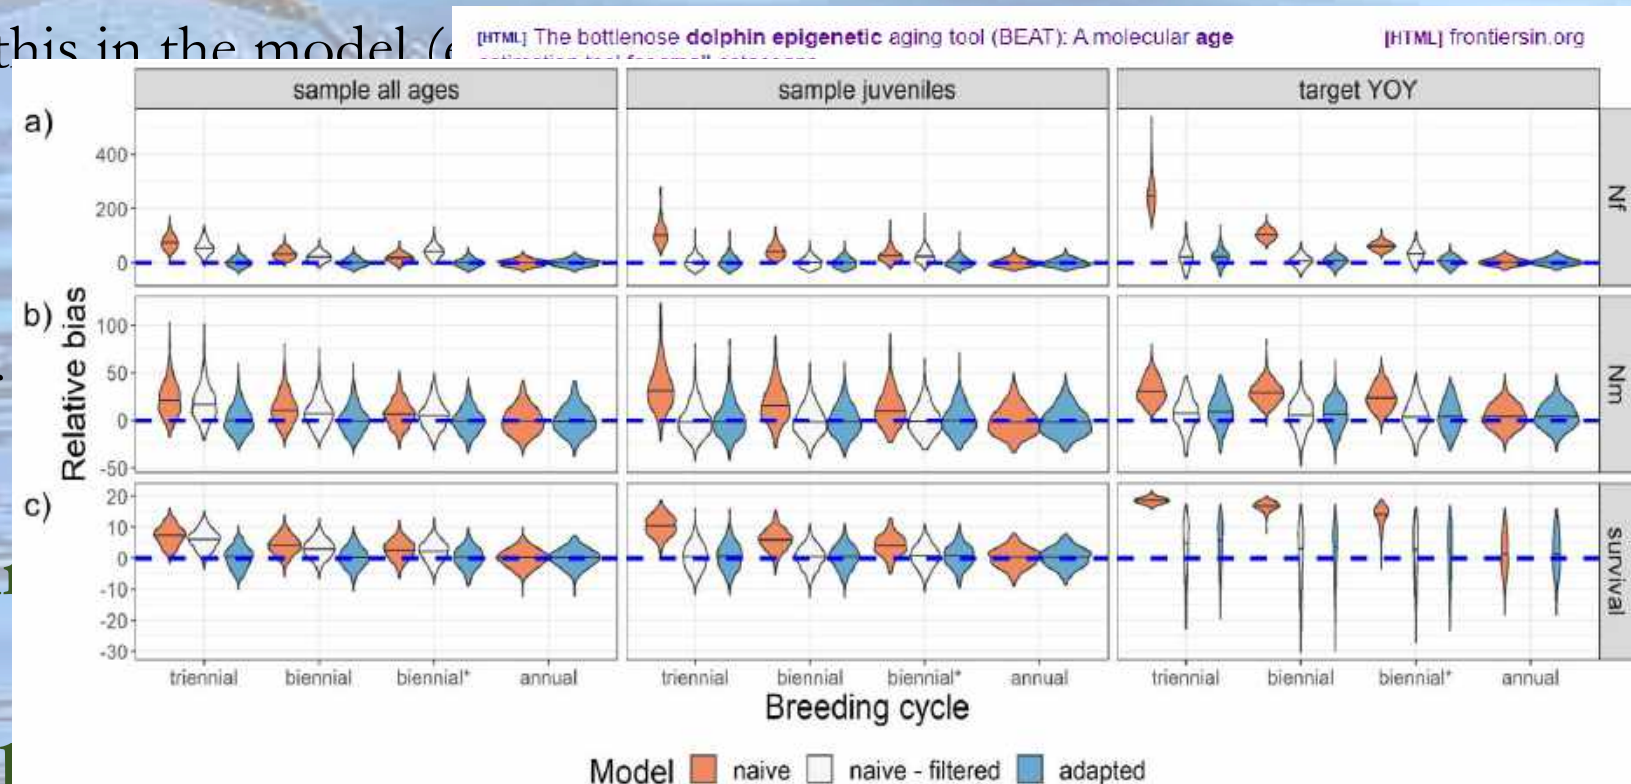 this in the model (e
[HTML] The bottlenose dolphin epigenetic aging tool (BEAT): A molecular age
[HTML] frontiersin.org
sample all ages
sample juveniles
target YOY
a)
400
200
0
Nf
b)
100
50
0
-50
Nm
Relative bias
c)
20
10
0
-10
-20
-30
survival
triennial biennial biennial* annual
triennial biennial biennial* annual
triennial biennial biennial* annual
Breeding cycle
Model naive naive - filtered adapted